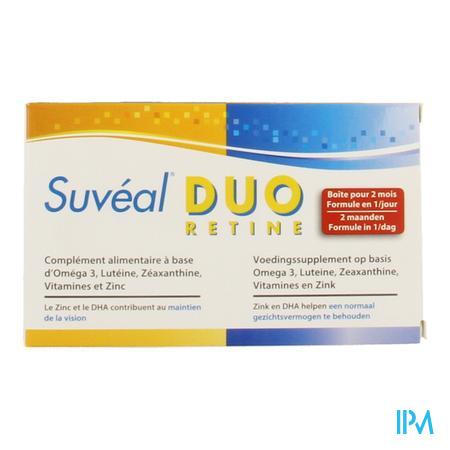 Suvéal® DUO
RETINE
Boîte pour 2 mois
Formule en 1/jour
2 maanden
Formule in 1/dag
Complément alimentaire à base
d'Oméga 3, Lutéine, Zéaxanthine,
Vitamines et Zinc
Le Zinc et le DHA contribuent au maintien
de la vision
Voedingssupplement op basis
Omega 3, Luteine, Zeaxanthine,
Vitamines en Zink
Zink en DHA helpen een normaal
gezichtsvermogen te behouden
IPM